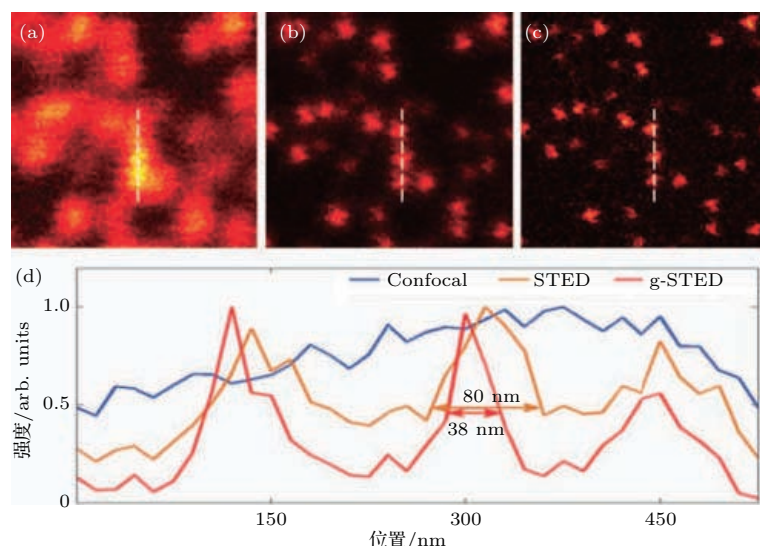 (a)
(b)
(c)
(d)
Confocal
STED
g-STED
1.0
0.5
0
强度/arb. units
80 nm
38 nm
150
300
450
位置/nm